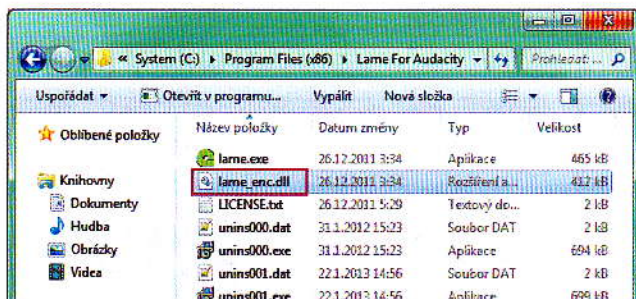 « System (C:) ▸ Program Files (x86) ▸ Lame For Audacity Prohledat: ...
Uspořádat Otevřít v programu... Vypálit Nová složka
Oblíbené položky
Knihovny
Dokumenty
Hudba
Obrázky
Videa
Název položky Datum změny Typ Velikost
lame.exe 26.12.2011 3:34 Aplikace 465 kB
lame_enc.dll 26.12.2011 3:34 Rozšíření a... 412 kB
LICENSE.txt 26.12.2011 5:29 Textový do... 2 kB
unins000.dat 31.1.2012 15:23 Soubor DAT 2 kB
unins000.exe 31.1.2012 15:23 Aplikace 694 kB
unins001.dat 22.1.2013 14:56 Soubor DAT 2 kB
unins001.exe 22.1.2013 14:56 Aplikace 699 kB